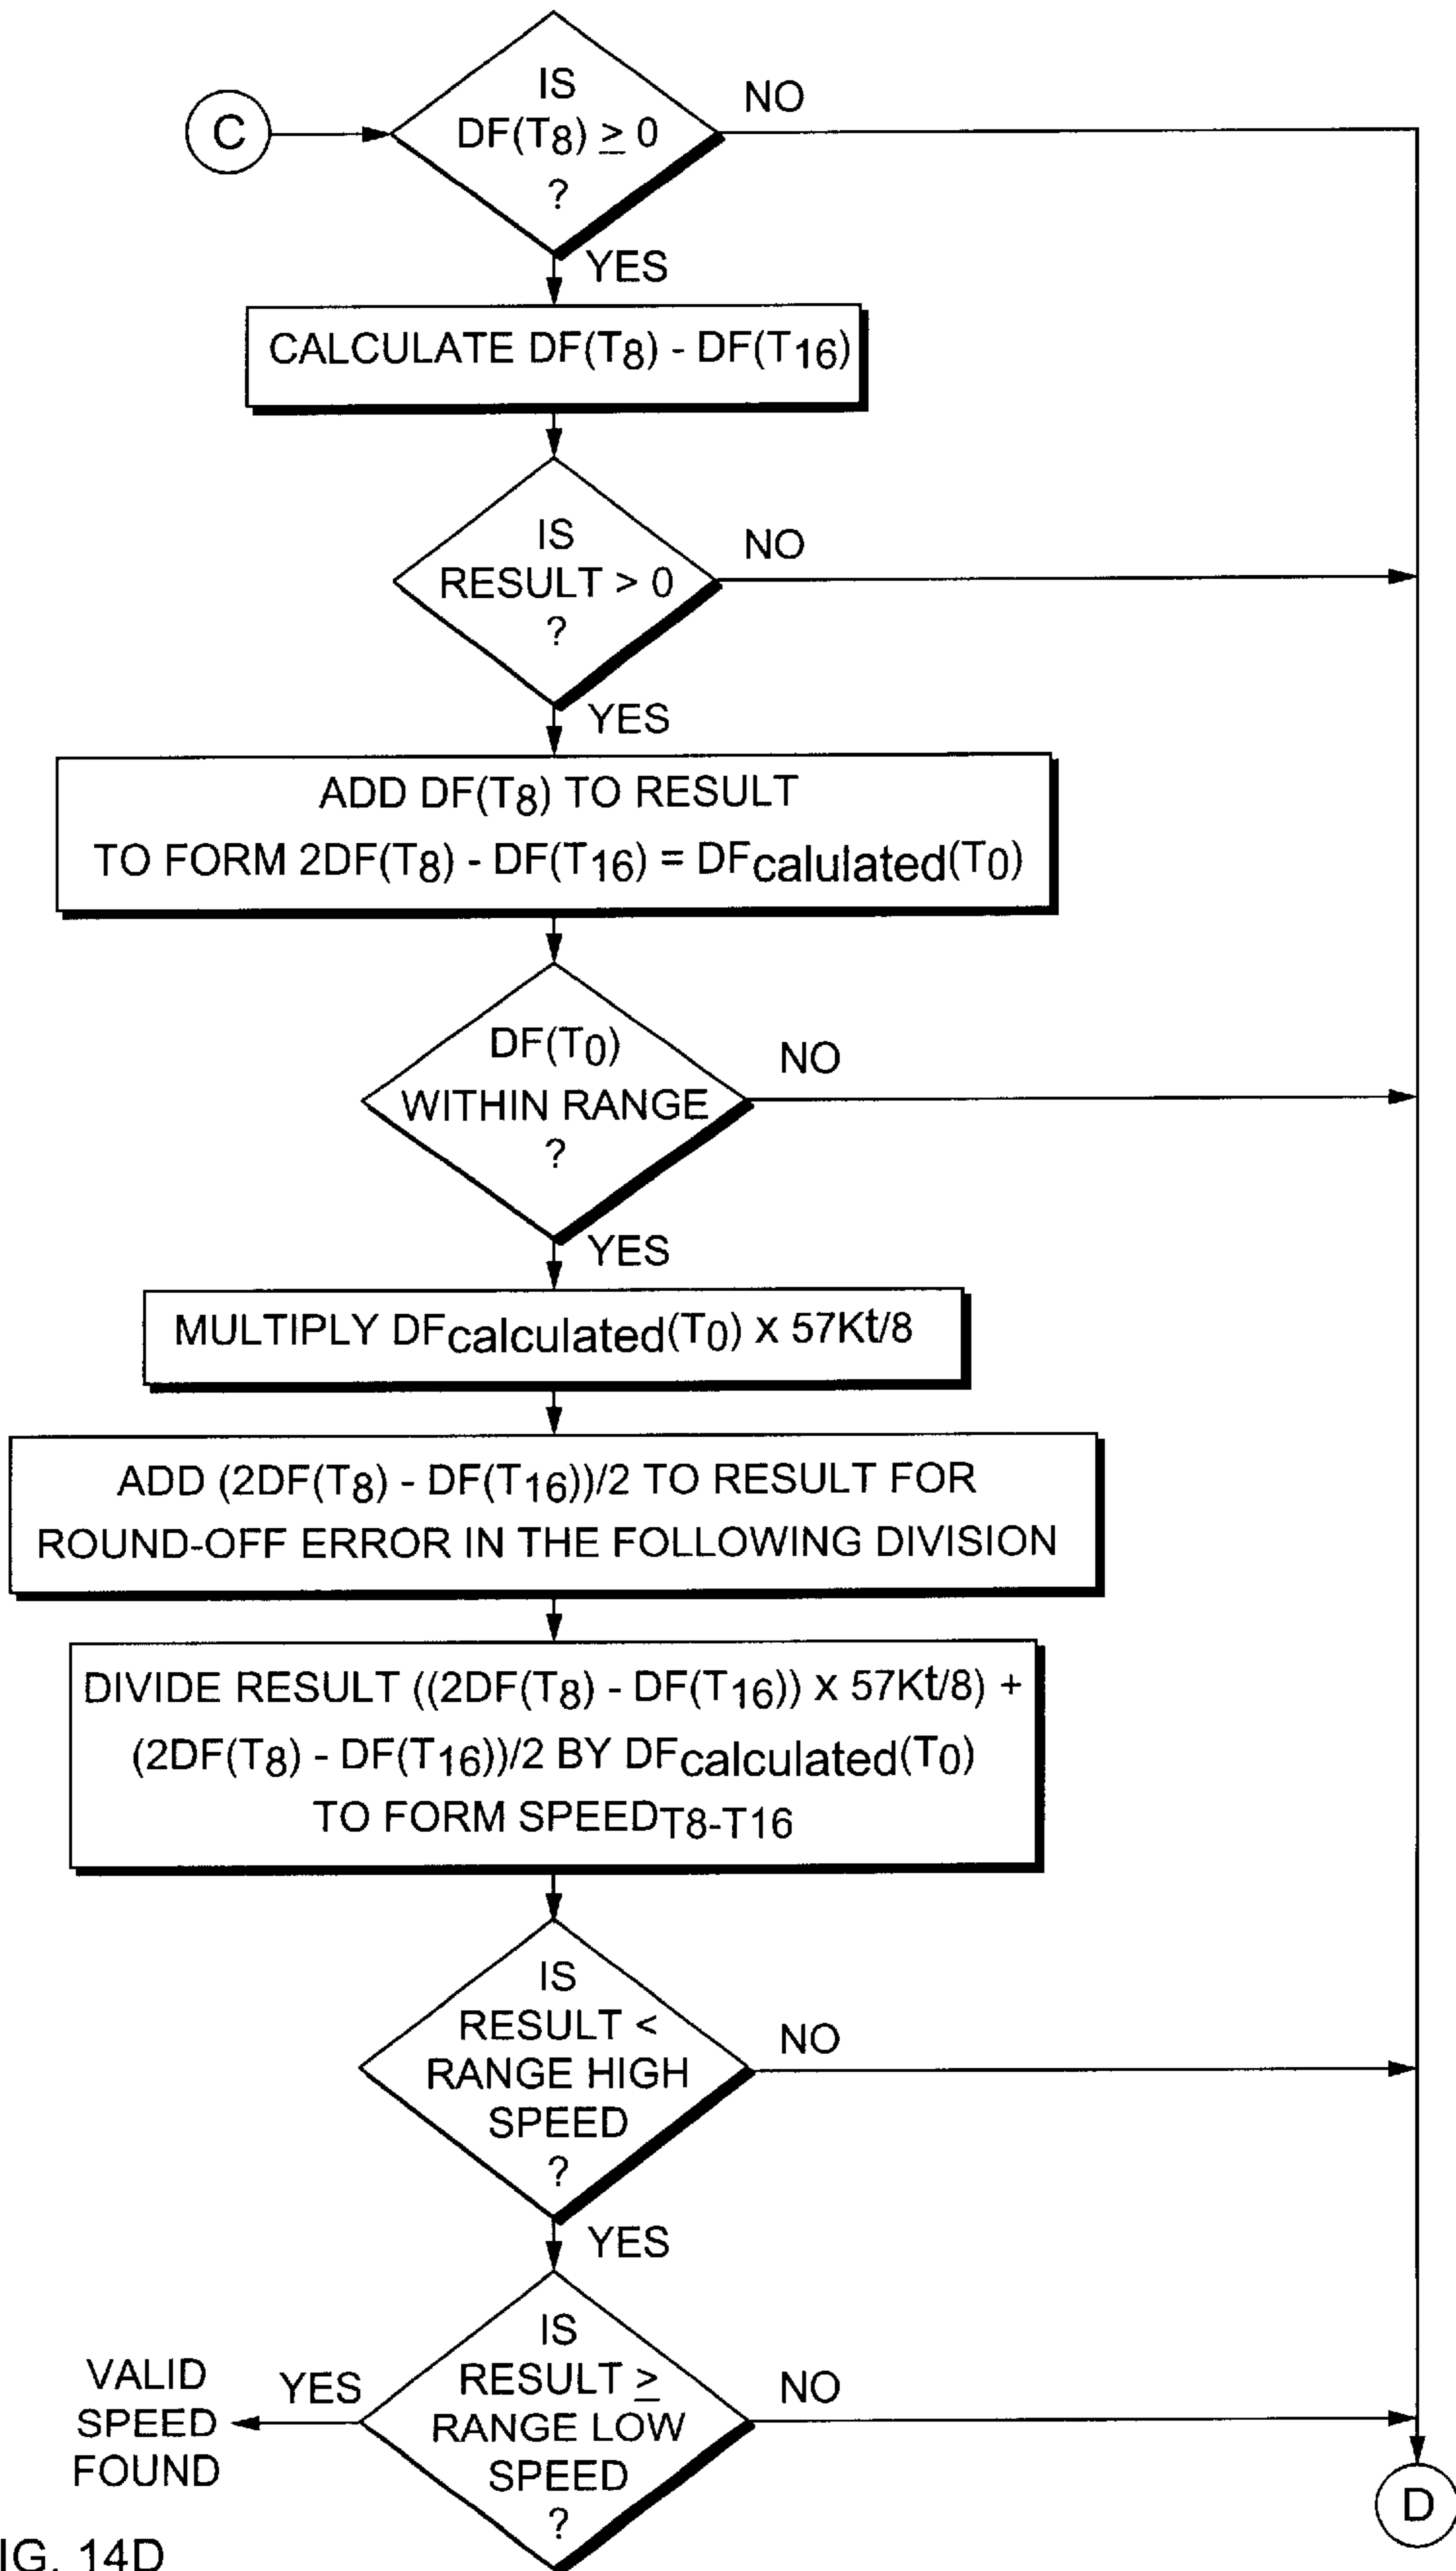 IS
C
DF(T8) ≥ 0
?
NO
YES
CALCULATE DF(T8) - DF(T16)
IS
RESULT > 0
?
NO
YES
ADD DF(T8) TO RESULT
TO FORM 2DF(T8) - DF(T16) = DFcalulated(T0)
DF(T0)
WITHIN RANGE
?
NO
YES
MULTIPLY DFcalculated(T0) x 57Kt/8
ADD (2DF(T8) - DF(T16))/2 TO RESULT FOR
ROUND-OFF ERROR IN THE FOLLOWING DIVISION
DIVIDE RESULT ((2DF(T8) - DF(T16)) x 57Kt/8) +
(2DF(T8) - DF(T16))/2 BY DFcalculated(T0)
TO FORM SPEEDT8-T16
IS
RESULT <
RANGE HIGH
SPEED
?
NO
YES
IS
RESULT ≥
RANGE LOW
SPEED
?
YES
VALID
SPEED
FOUND
NO
D
IG. 14D